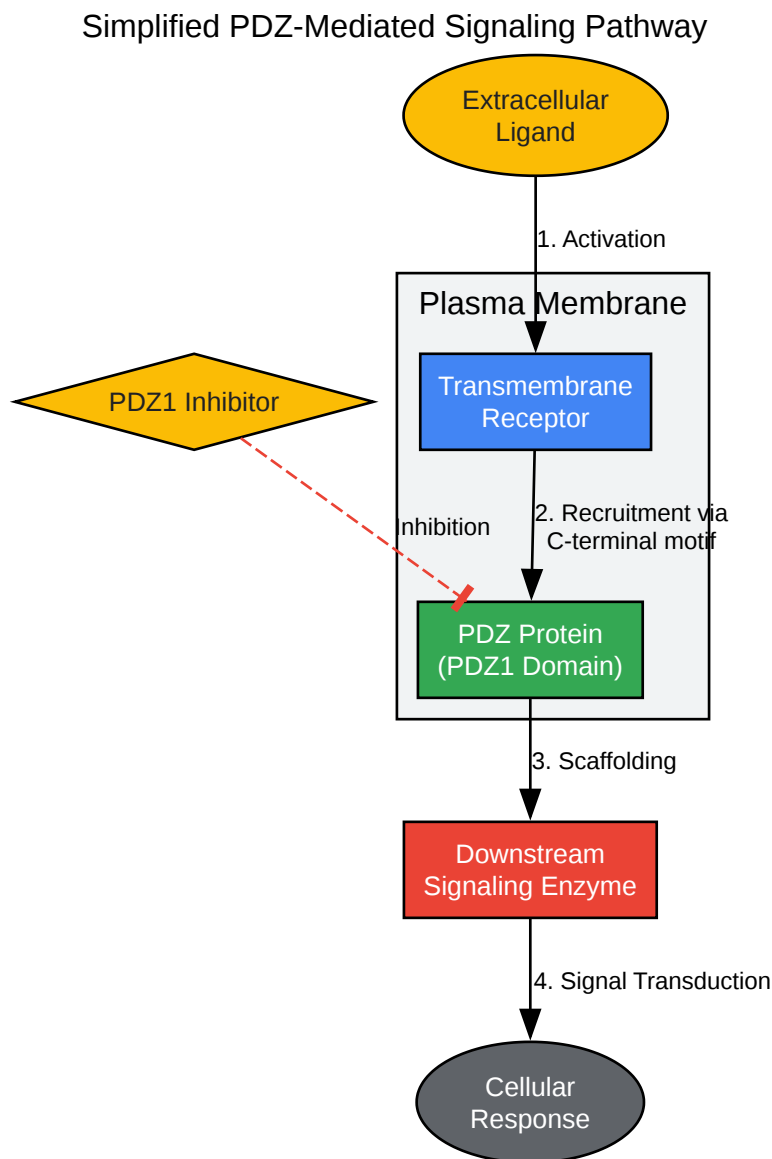 Simplified PDZ-Mediated Signaling Pathway
Extracellular
Ligand
1. Activation
Plasma Membrane
Transmembrane
Receptor
PDZ1 Inhibitor
Inhibition
2. Recruitment via
C-terminal motif
PDZ Protein
(PDZ1 Domain)
3. Scaffolding
Downstream
Signaling Enzyme
4. Signal Transduction
Cellular
Response